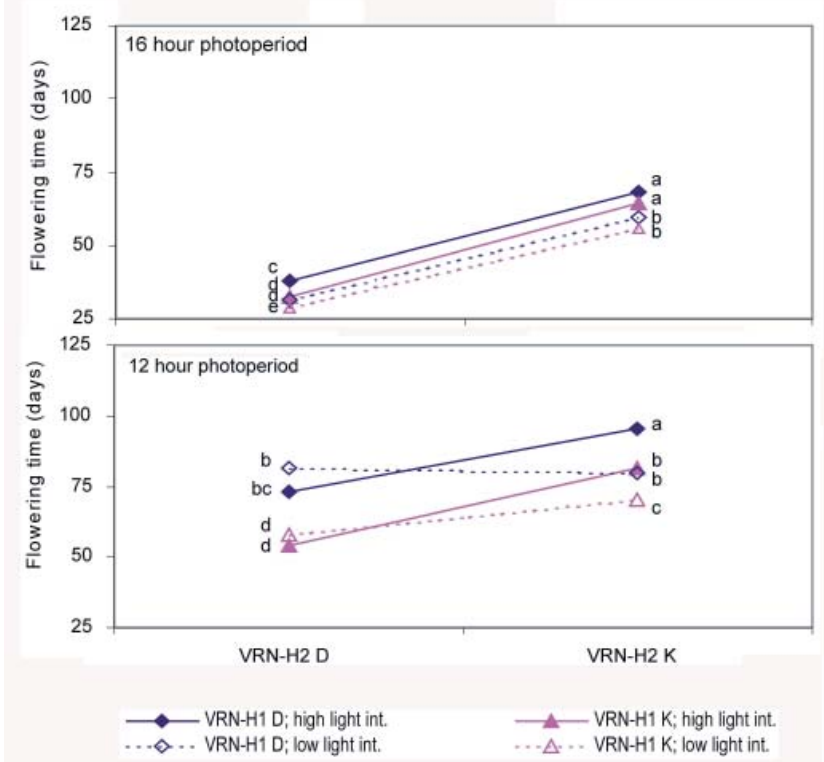 125
16 hour photoperiod
100
75
50
25
Flowering time (days)
a
a
b
b
c
d
d
e
125
12 hour photoperiod
100
75
50
25
Flowering time (days)
a
b
b
b
bc
c
d
d
VRN-H2 D VRN-H2 K
VRN-H1 D; high light int. VRN-H1 K; high light int.
VRN-H1 D; low light int. VRN-H1 K; low light int.